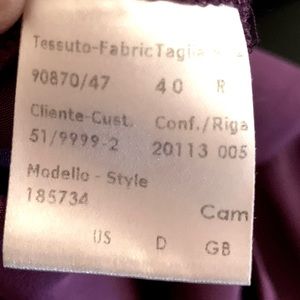 Tessuto-Fabric Taglia
90870/47 40 R
Cliente-Cust. Conf./Riga
51/9999-2 20113 005
Modello - Style
185734
Cam
US D GB